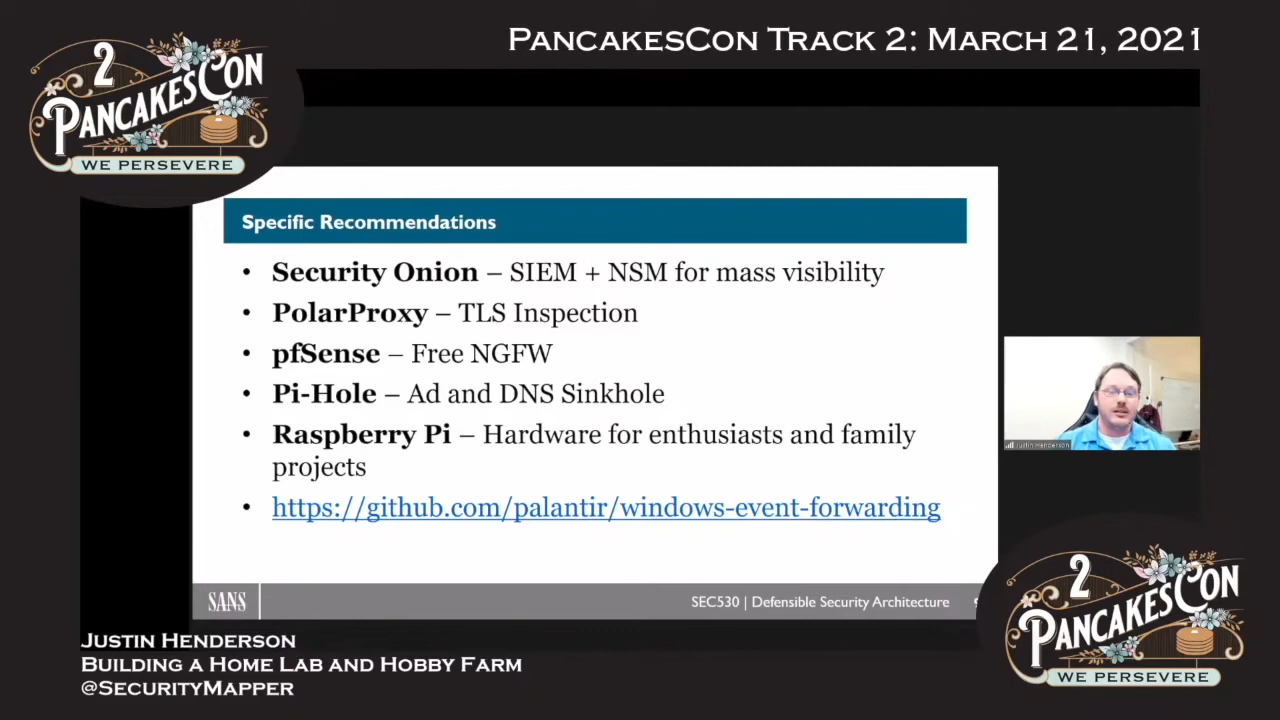 PancakesCon Track 2: March 21, 2021
2
PancakesCon
WE PERSEVERE
Specific Recommendations
• Security Onion – SIEM + NSM for mass visibility
• PolarProxy – TLS Inspection
• pfSense – Free NGFW
• Pi-Hole – Ad and DNS Sinkhole
• Raspberry Pi – Hardware for enthusiasts and family
projects
• https://github.com/palantir/windows-event-forwarding
Justin Henderson
SANS
SEC530 | Defensible Security Architecture
Justin Henderson
Building a Home Lab and Hobby Farm
@SecurityMapper
2
PancakesCon
WE PERSEVERE